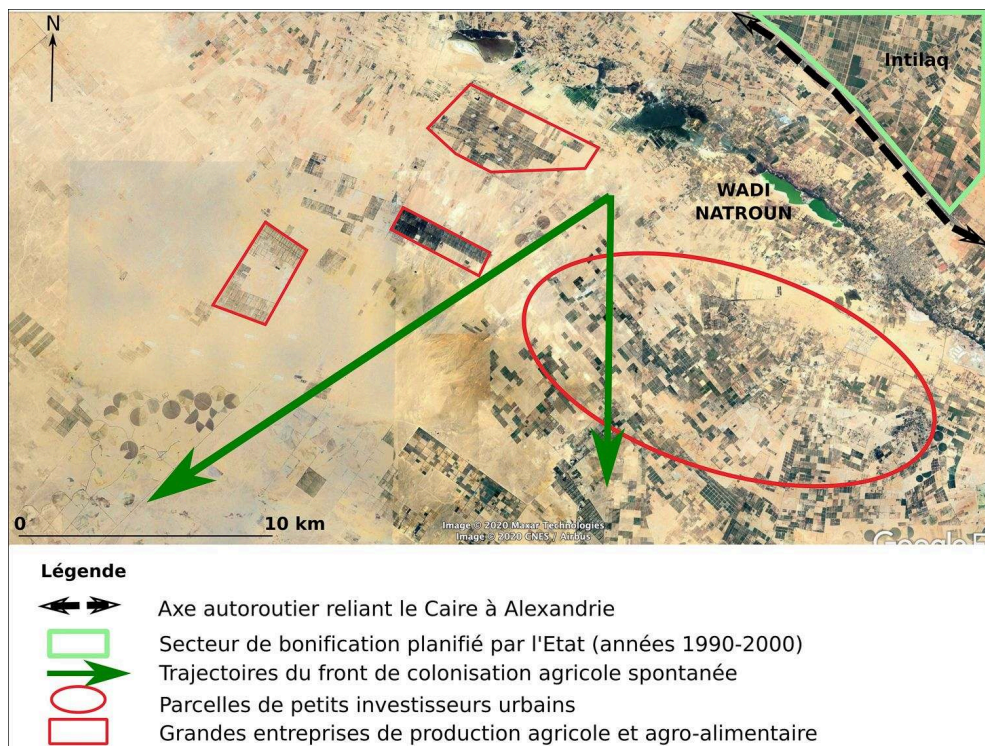 N
Intilaq
WADI
NATROUN
0
10 km
Image © 2020 Maxar Technologies
Image © 2020 CNES / Airbus
Légende
Axe autoroutier reliant le Caire à Alexandrie
Secteur de bonification planifié par l'Etat (années 1990-2000)
Trajectoires du front de colonisation agricole spontanée
Parcelles de petits investisseurs urbains
Grandes entreprises de production agricole et agro-alimentaire